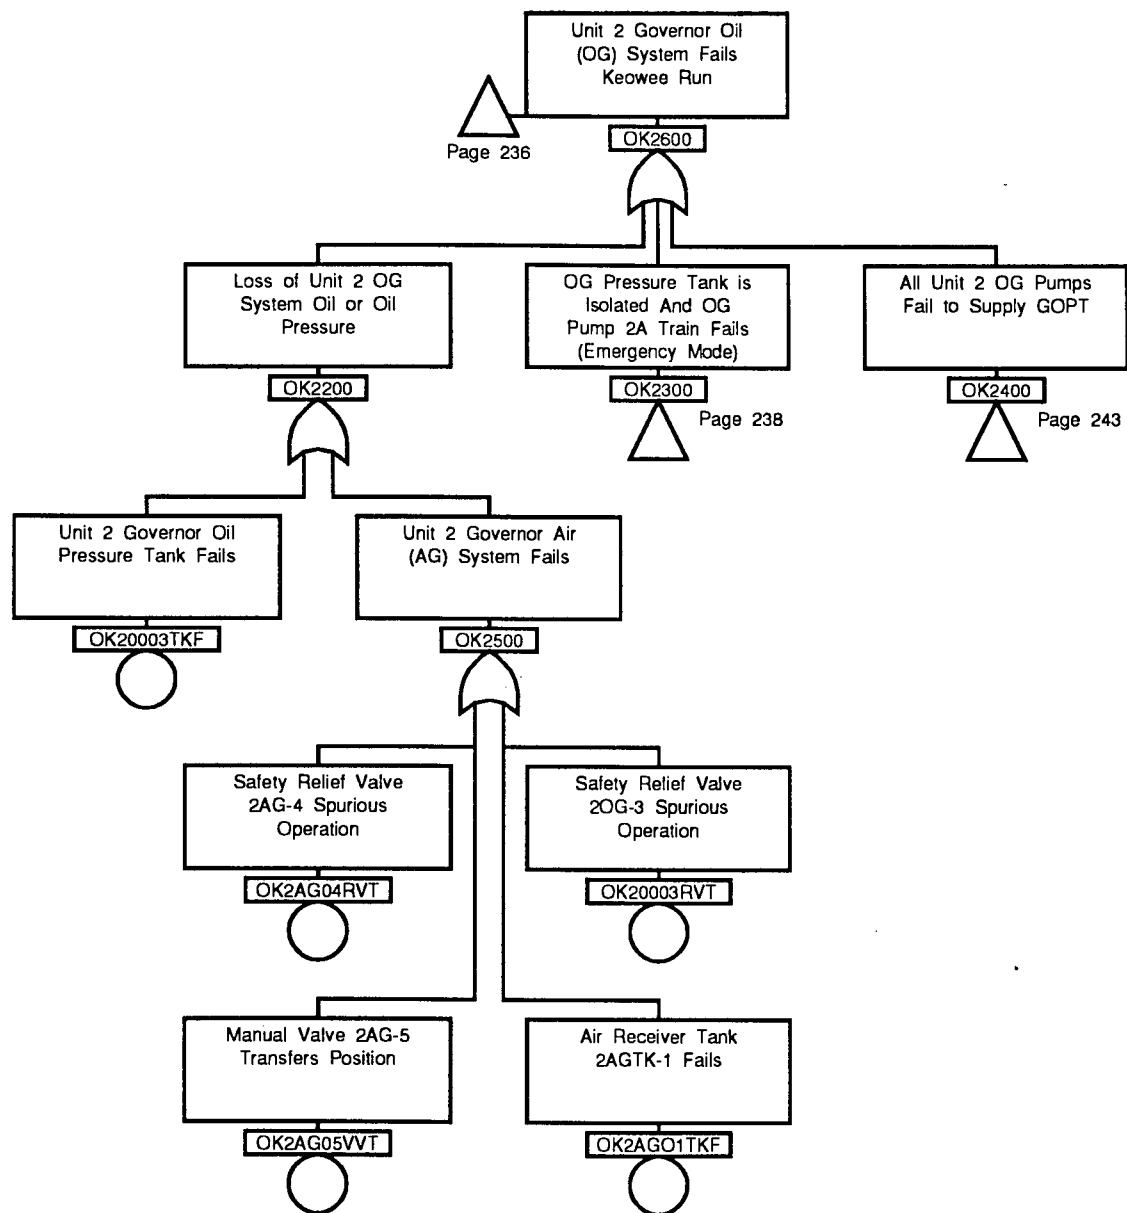 Unit 2 Governor Oil
(OG) System Fails
Keowee Run
Page 236
OK2600
Loss of Unit 2 OG
System Oil or Oil
Pressure
OK2200
OG Pressure Tank is
Isolated And OG
Pump 2A Train Fails
(Emergency Mode)
OK2300
Page 238
All Unit 2 OG Pumps
Fail to Supply GOPT
OK2400
Page 243
Unit 2 Governor Oil
Pressure Tank Fails
OK20003TKF
Unit 2 Governor Air
(AG) System Fails
OK2500
Safety Relief Valve
2AG-4 Spurious
Operation
OK2AG04RVT
Safety Relief Valve
2OG-3 Spurious
Operation
OK20003RVT
Manual Valve 2AG-5
Transfers Position
OK2AG05VVT
Air Receiver Tank
2AGTK-1 Fails
OK2AGO1TKF